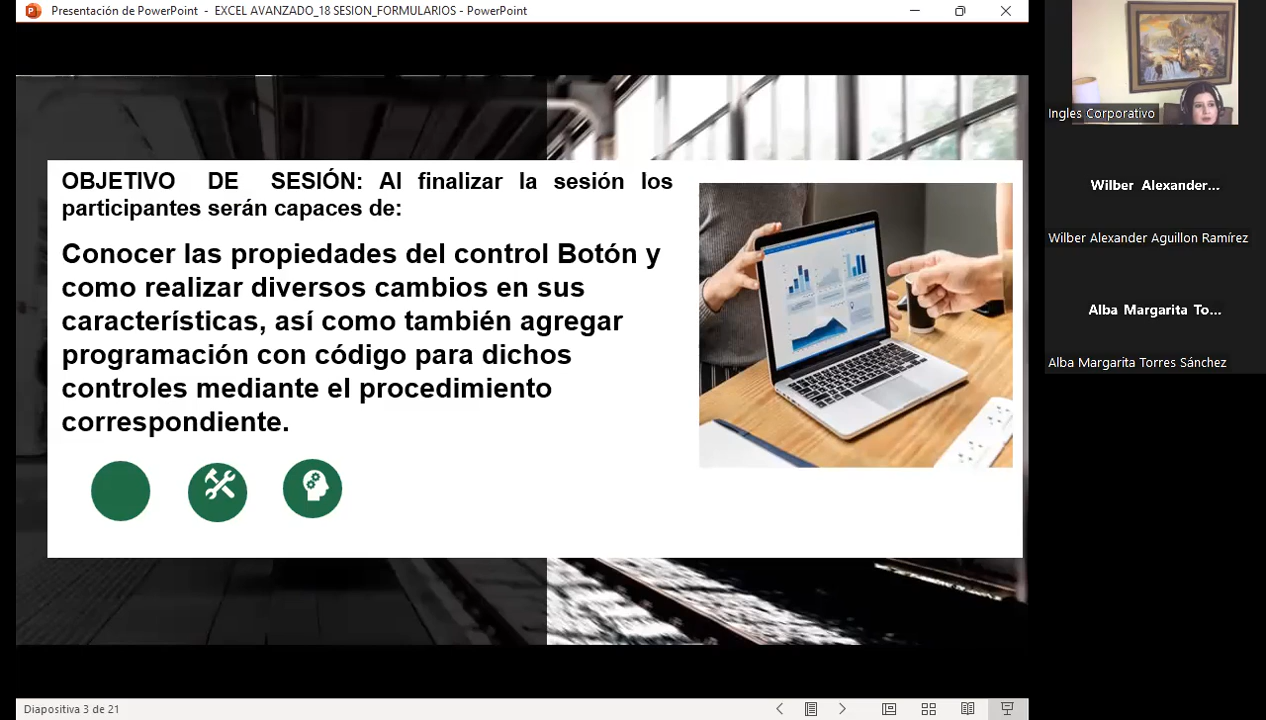 Presentación de PowerPoint - EXCEL AVANZADO_18 SESION_FORMULARIOS - PowerPoint
OBJETIVO DE SESIÓN: Al finalizar la sesión los
participantes serán capaces de:
Conocer las propiedades del control Botón y
como realizar diversos cambios en sus
características, así como también agregar
programación con código para dichos
controles mediante el procedimiento
correspondiente.
Ingles Corporativo
Wilber Alexander...
Wilber Alexander Aguillon Ramírez
Alba Margarita To...
Alba Margarita Torres Sánchez
Diapositiva 3 de 21